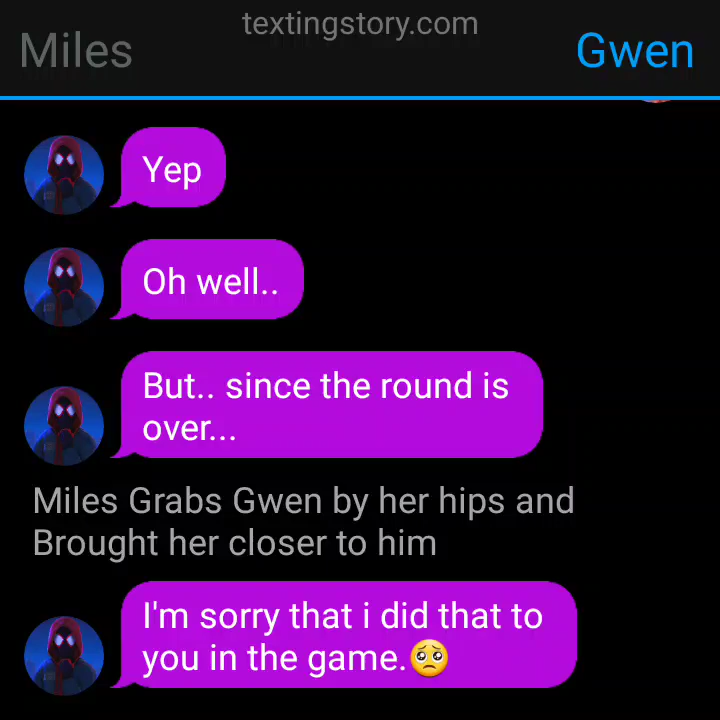 textingstory.com
Miles
Gwen
Yep
Oh well..
But.. since the round is
over...
Miles Grabs Gwen by her hips and
Brought her closer to him
I'm sorry that i did that to
you in the game.🥺